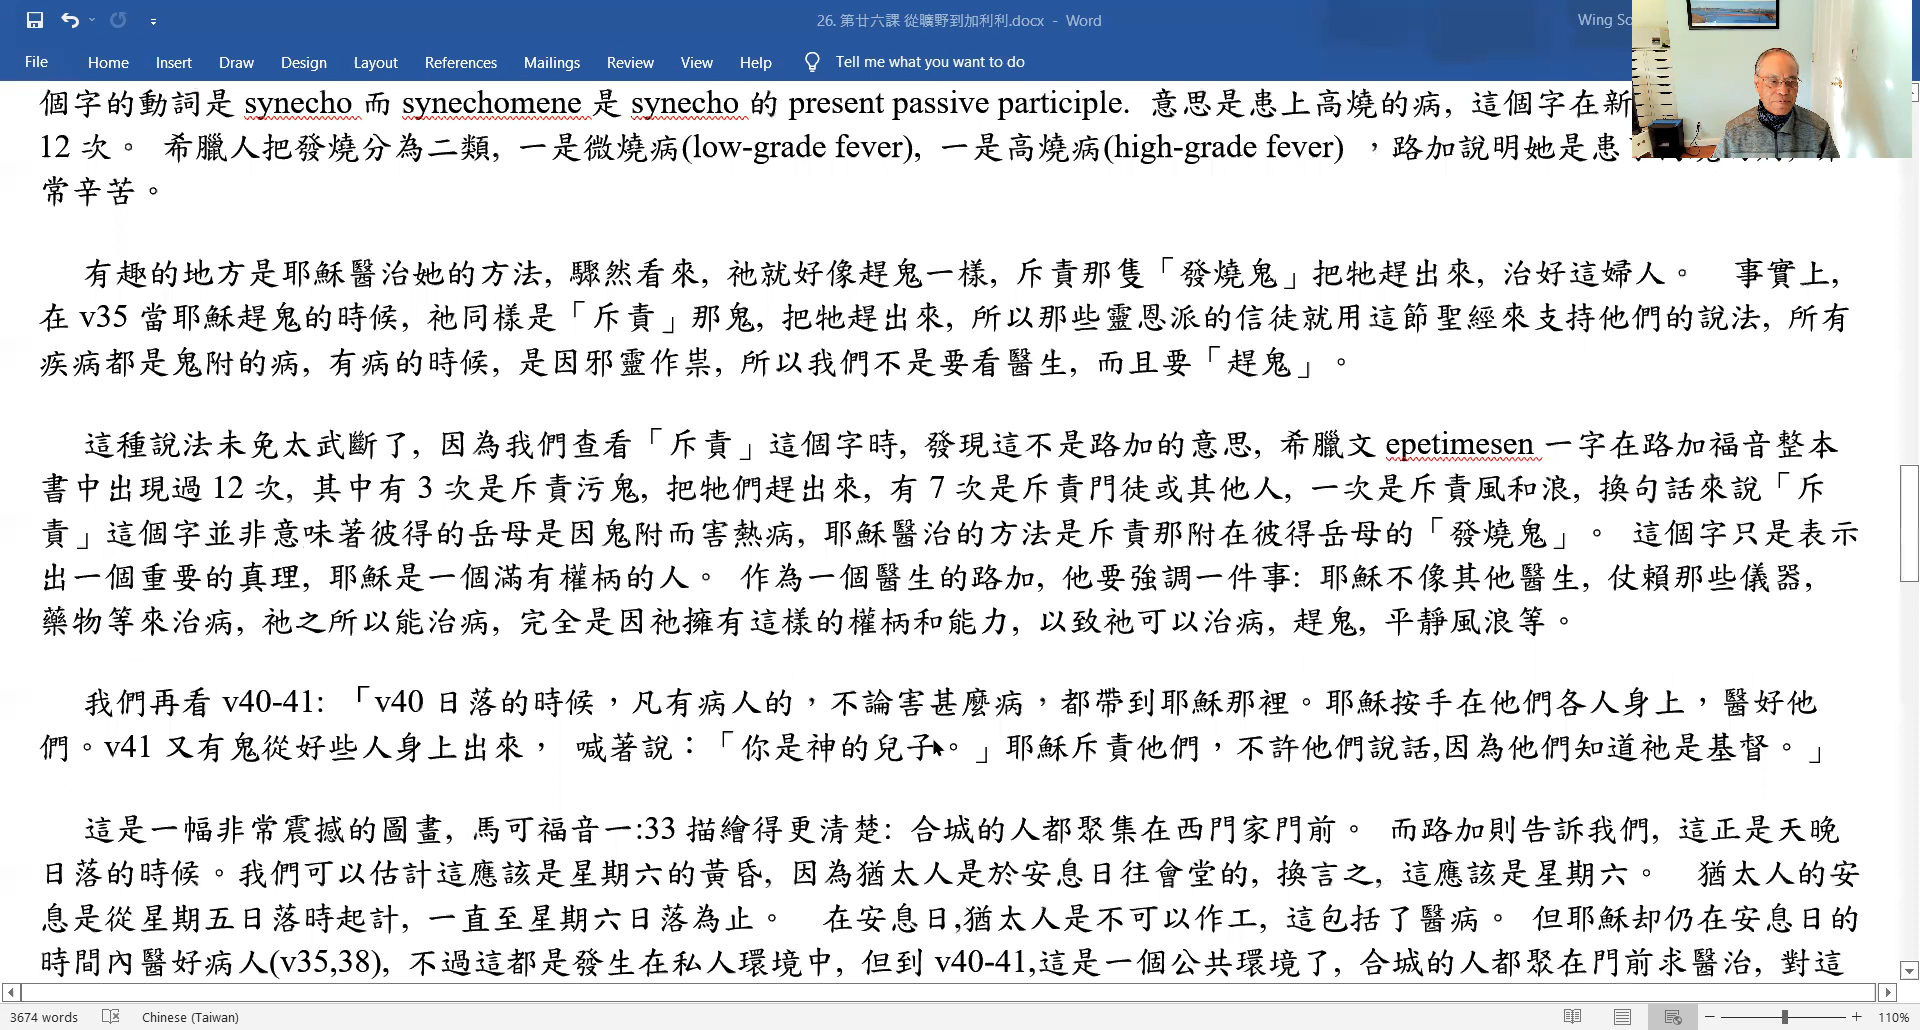 26. 第廿六課 從曠野到加利利.docx - Word
Wing So
File Home Insert Draw Design Layout References Mailings Review View Help Tell me what you want to do
個字的動詞是 synecho 而 synechomene 是 synecho 的 present passive participle. 意思是患上高燒的病, 這個字在新
12 次。 希臘人把發燒分為二類, 一是微燒病(low-grade fever), 一是高燒病(high-grade fever) ，路加說明她是患
常辛苦。
有趣的地方是耶穌醫治她的方法, 驟然看來, 祂就好像趕鬼一樣, 斥責那隻「發燒鬼」把牠趕出來, 治好這婦人。 事實上,
在 v35 當耶穌趕鬼的時候, 祂同樣是「斥責」那鬼, 把牠趕出來, 所以那些靈恩派的信徒就用這節聖經來支持他們的說法, 所有
疾病都是鬼附的病, 有病的時候, 是因邪靈作祟, 所以我們不是要看醫生, 而且要「趕鬼」。
這種說法未免太武斷了, 因為我們查看「斥責」這個字時, 發現這不是路加的意思, 希臘文 epetimesen 一字在路加福音整本
書中出現過 12 次, 其中有 3 次是斥責污鬼, 把牠們趕出來, 有 7 次是斥責門徒或其他人, 一次是斥責風和浪, 換句話來說「斥
責」這個字並非意味著彼得的岳母是因鬼附而害熱病, 耶穌醫治的方法是斥責那附在彼得岳母的「發燒鬼」。 這個字只是表示
出一個重要的真理, 耶穌是一個滿有權柄的人。 作為一個醫生的路加, 他要強調一件事: 耶穌不像其他醫生, 仗賴那些儀器,
藥物等來治病, 祂之所以能治病, 完全是因祂擁有這樣的權柄和能力, 以致祂可以治病, 趕鬼, 平靜風浪等。
我們再看 v40-41: 「v40 日落的時候，凡有病人的，不論害甚麼病，都帶到耶穌那裡。耶穌按手在他們各人身上，醫好他
們。v41 又有鬼從好些人身上出來， 喊著說：「你是神的兒子。」耶穌斥責他們，不許他們說話,因為他們知道祂是基督。」
這是一幅非常震撼的圖畫, 馬可福音一:33 描繪得更清楚: 合城的人都聚集在西門家門前。 而路加則告訴我們, 這正是天晚
日落的時候。我們可以估計這應該是星期六的黃昏, 因為猶太人是於安息日往會堂的, 換言之, 這應該是星期六。 猶太人的安
息是從星期五日落時起計, 一直至星期六日落為止。 在安息日,猶太人是不可以作工, 這包括了醫病。 但耶穌却仍在安息日的
時間內醫好病人(v35,38), 不過這都是發生在私人環境中, 但到 v40-41,這是一個公共環境了, 合城的人都聚在門前求醫治, 對這
3674 words Chinese (Taiwan) 110%